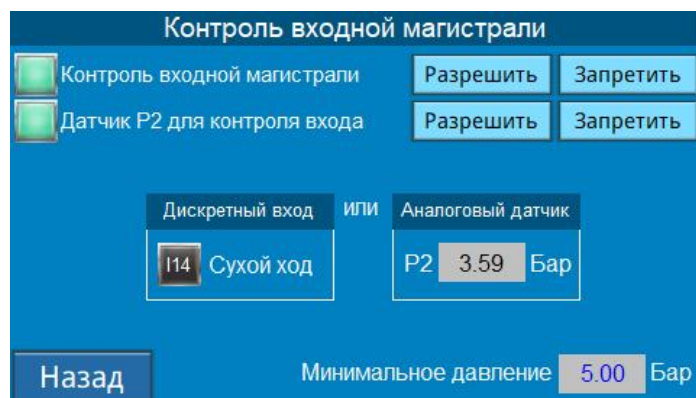 Контроль входной магистрали
Контроль входной магистрали Разрешить Запретить
Датчик P2 для контроля входа Разрешить Запретить
Дискретный вход ИЛИ Аналоговый датчик
I14 Сухой ход P2 3.59 Бар
Назад Минимальное давление 5.00 Бар